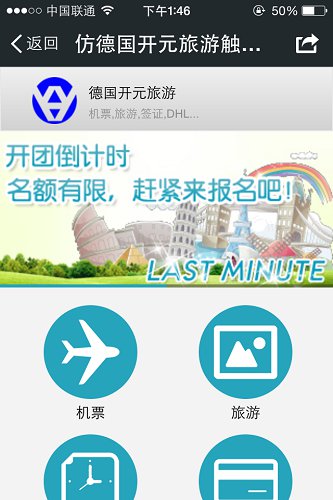 中国联通 下午1:46 50%
返回 仿德国开元旅游触...
德国开元旅游
机票,旅游,签证,DHL...
开团倒计时
名额有限，赶紧来报名吧！
LAST MINUTE
机票 旅游